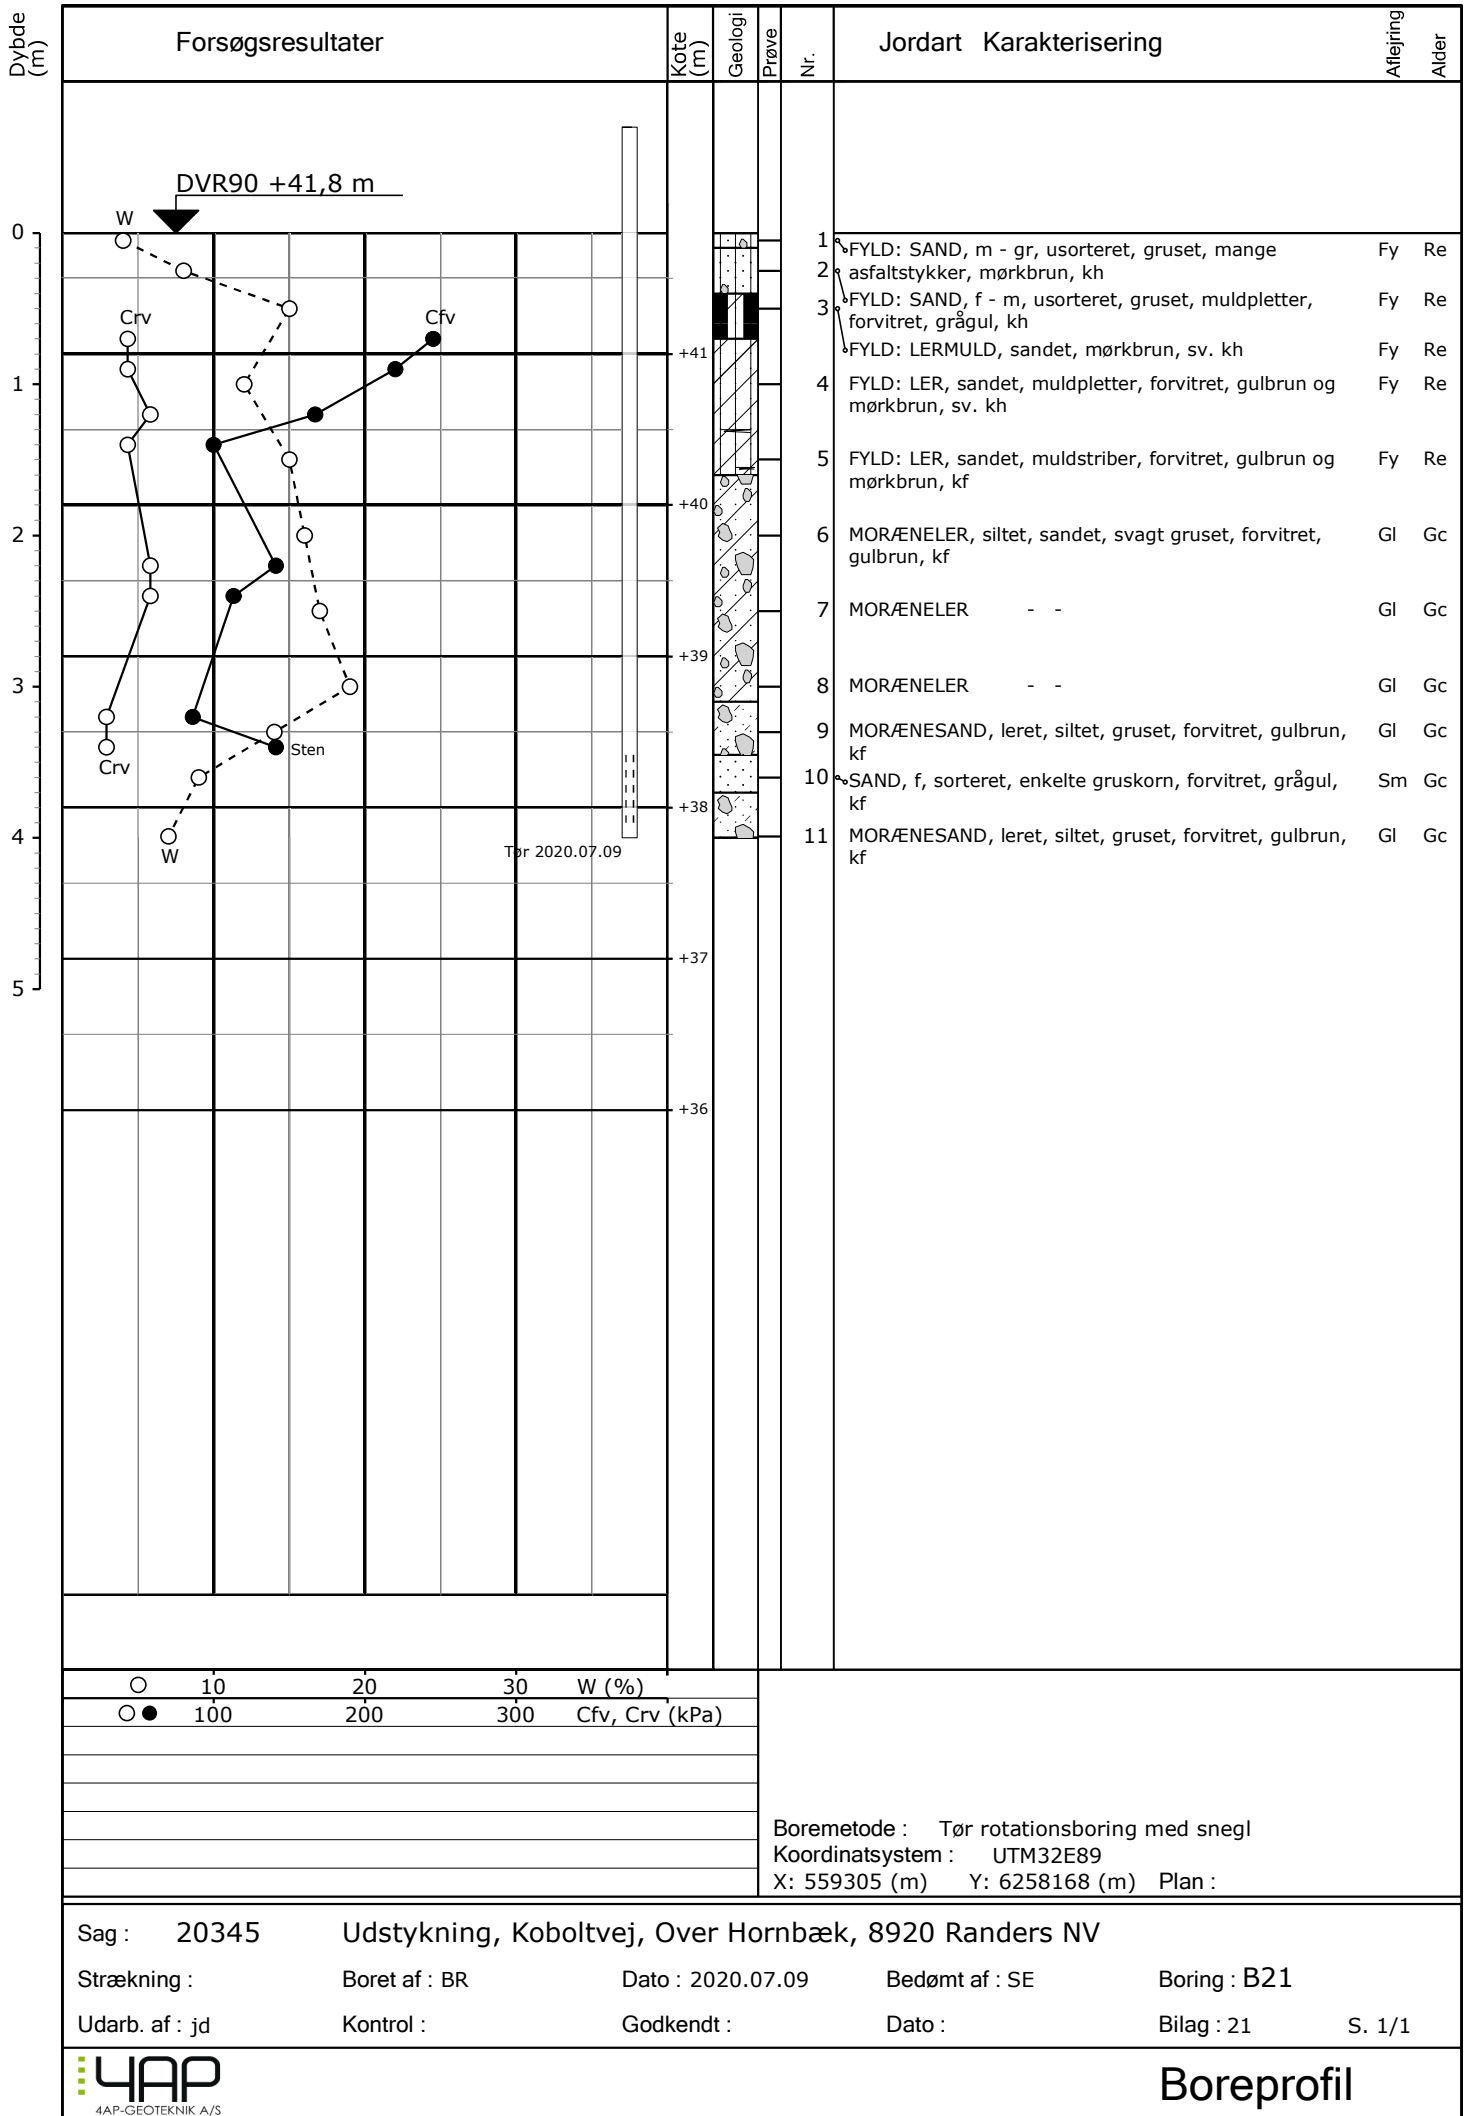 Dybde
(m)
Forsøgsresultater
Kote
(m)
Geologi
Prøve
Nr.
Jordart Karakterisering
Aflejring
Alder
DVR90 +41,8 m
W
0
1
FYLD: SAND, m - gr, usorteret, gruset, mange
asfaltstykker, mørkbrun, kh
Fy Re
2
FYLD: SAND, f - m, usorteret, gruset, muldpletter,
forvitret, grågul, kh
Fy Re
3
Crv
Cfv
FYLD: LERMULD, sandet, mørkbrun, sv. kh
Fy Re
+41
1
4 FYLD: LER, sandet, muldpletter, forvitret, gulbrun og
mørkbrun, sv. kh
Fy Re
5 FYLD: LER, sandet, muldstriber, forvitret, gulbrun og
mørkbrun, kf
Fy Re
+40
2
6 MORÆNELER, siltet, sandet, svagt gruset, forvitret,
gulbrun, kf
Gl Gc
7 MORÆNELER - -
Gl Gc
+39
3
8 MORÆNELER - -
Gl Gc
9 MORÆNESAND, leret, siltet, gruset, forvitret, gulbrun,
kf
Gl Gc
Sten
Crv
10 SAND, f, sorteret, enkelte gruskorn, forvitret, grågul,
kf
Sm Gc
+38
4
11 MORÆNESAND, leret, siltet, gruset, forvitret, gulbrun,
kf
Gl Gc
W
Tør 2020.07.09
+37
5
+36
10 20 30 W (%)
100 200 300 Cfv, Crv (kPa)
Boremetode : Tør rotationsboring med snegl
Koordinatsystem : UTM32E89
X: 559305 (m) Y: 6258168 (m) Plan :
Sag : 20345 Udstykning, Koboltvej, Over Hornbæk, 8920 Randers NV
Strækning : Boret af : BR Dato : 2020.07.09 Bedømt af : SE Boring : B21
Udarb. af : jd Kontrol : Godkendt : Dato : Bilag : 21 S. 1/1
4AP
4AP-GEOTEKNIK A/S
Boreprofil